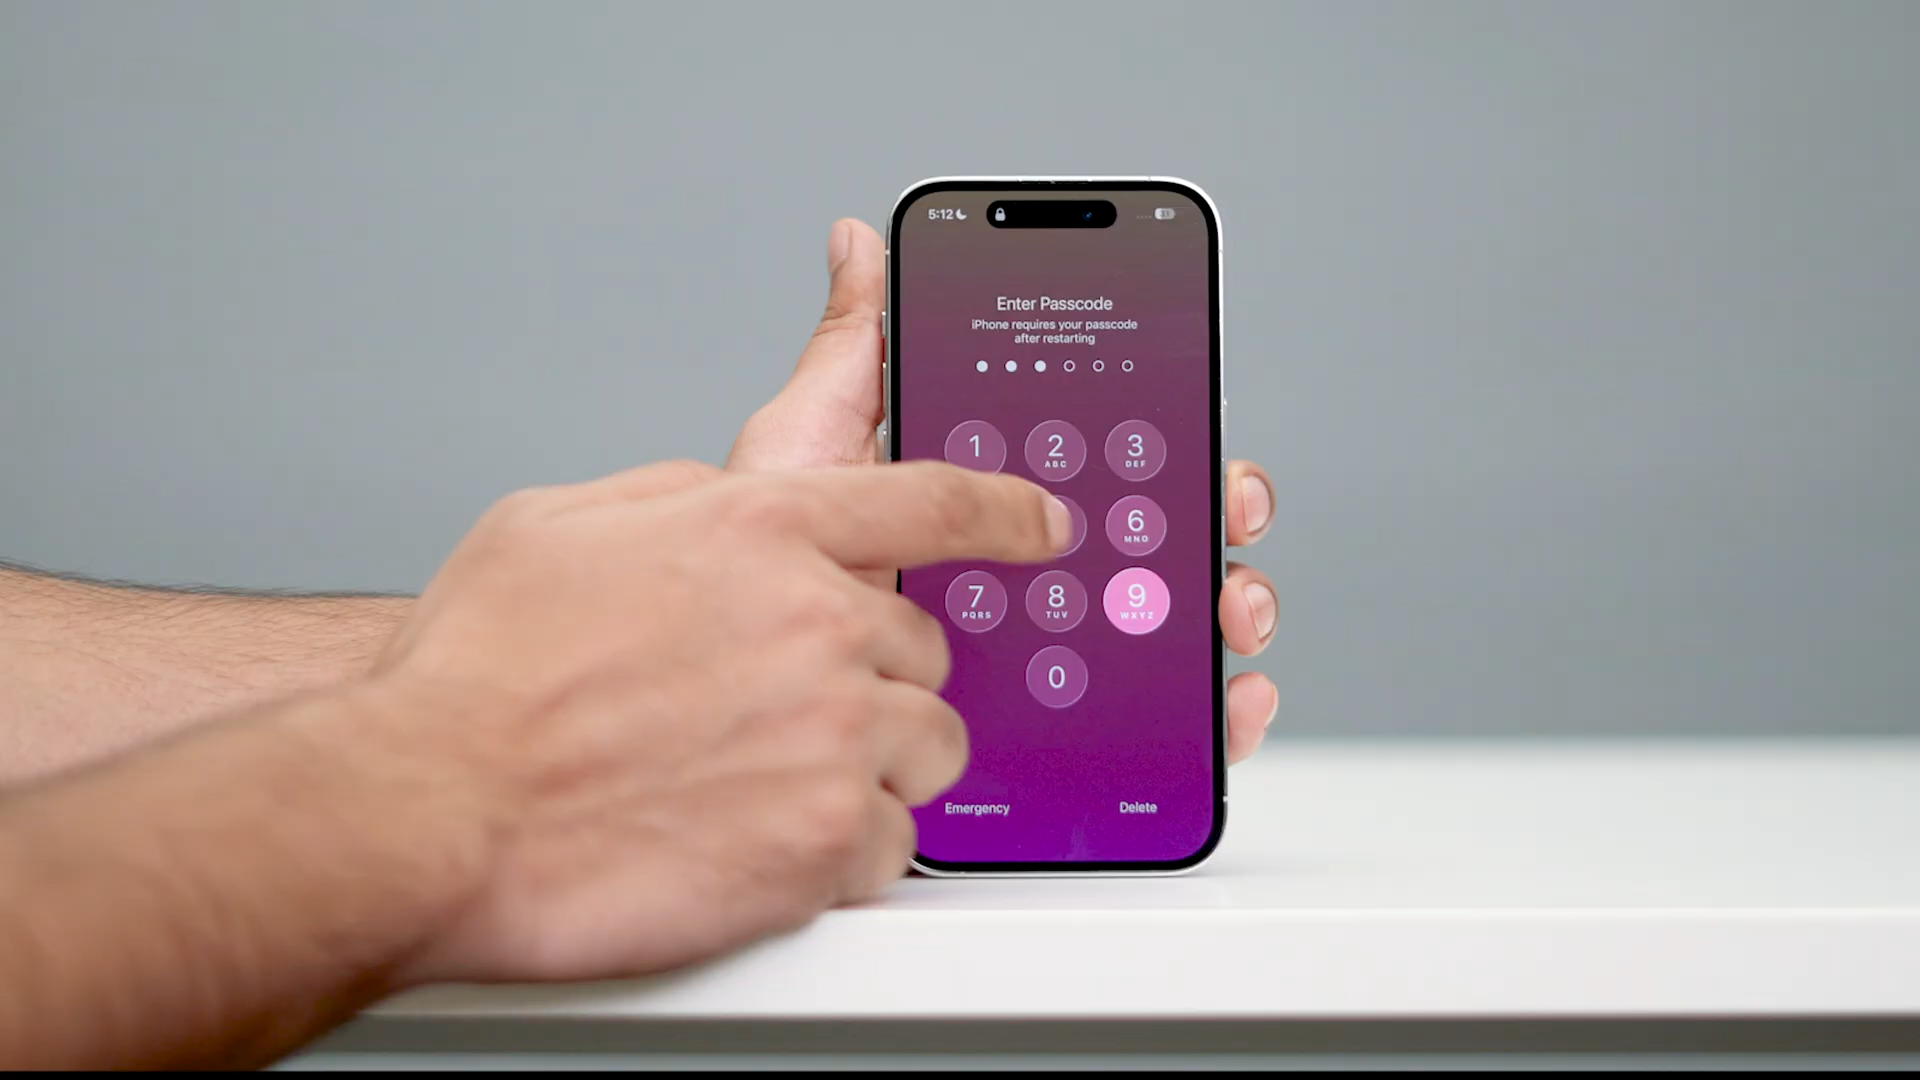 5:12
31
Enter Passcode
iPhone requires your passcode
after restarting
1
2
ABC
3
DEF
6
MNO
7
PQRS
8
TUV
9
WXYZ
0
Emergency
Delete